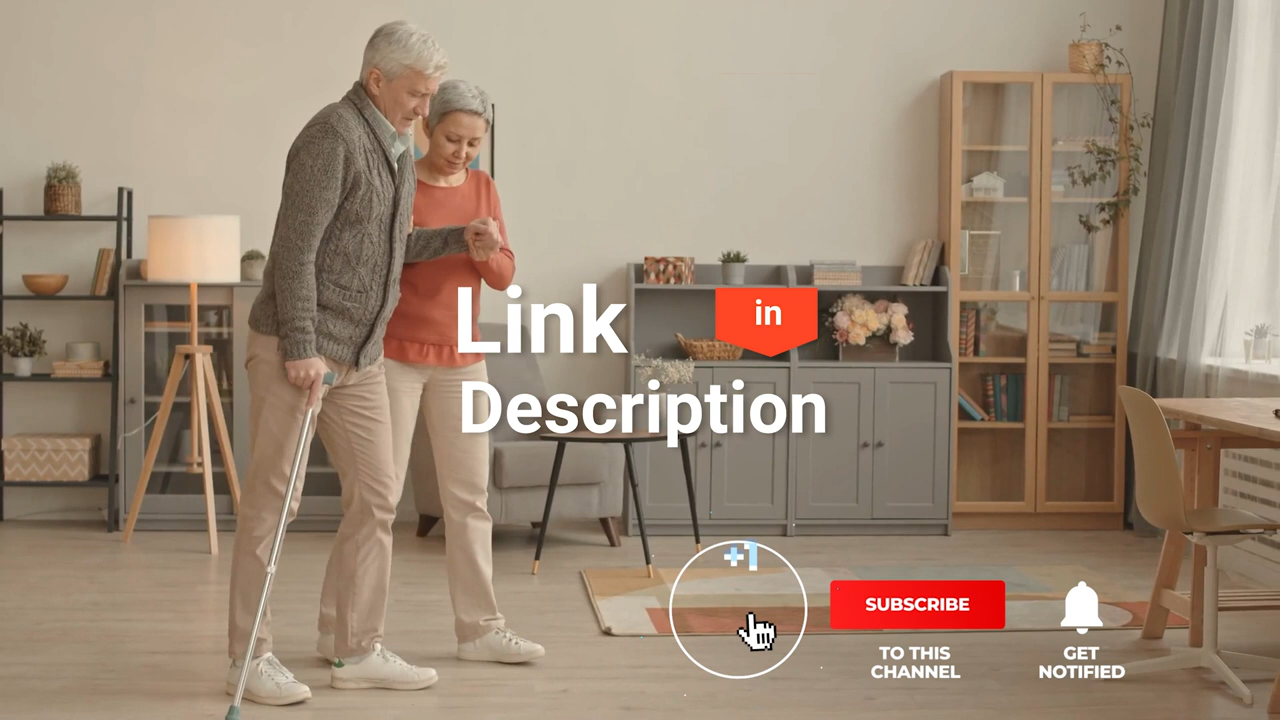 Link in
Description
+1
SUBSCRIBE
TO THIS
CHANNEL
GET
NOTIFIED